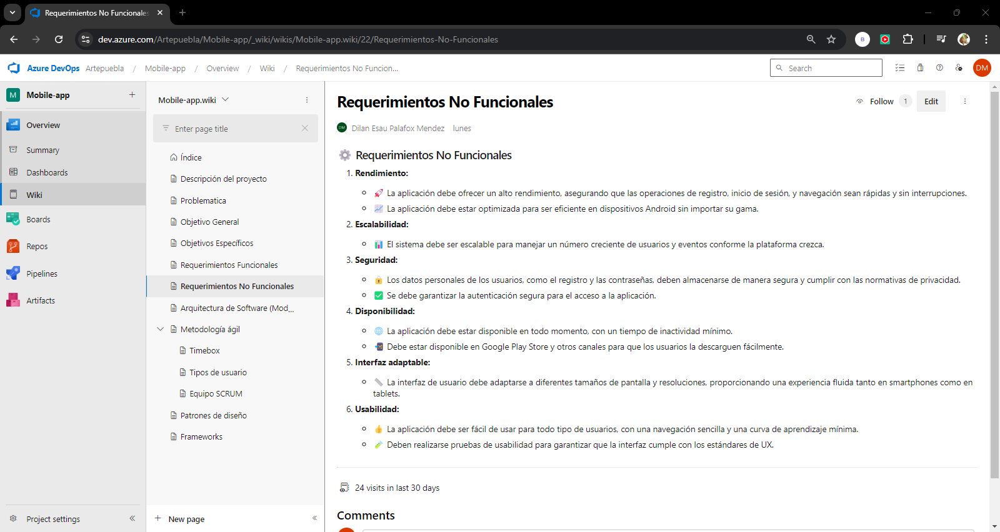 Requerimientos No Funcionales
dev.azure.com/Artepuebla/Mobile-app/_wiki/wikis/Mobile-app.wiki/22/Requerimientos-No-Funcionales
B
Azure DevOps Artepuebla / Mobile-app / Overview / Wiki / Requerimientos No Funcion...
Search
DM
M Mobile-app
Overview
Summary
Dashboards
Wiki
Boards
Repos
Pipelines
Artifacts
Project settings
Mobile-app.wiki
Enter page title
Índice
Descripción del proyecto
Problematica
Objetivo General
Objetivos Específicos
Requerimientos Funcionales
Requerimientos No Funcionales
Arquitectura de Software (Mod...
Metodología ágil
Timebox
Tipos de usuario
Equipo SCRUM
Patrones de diseño
Frameworks
New page
Requerimientos No Funcionales
Follow 1
Edit
DM Dilan Esau Palafox Mendez lunes
⚙️ Requerimientos No Funcionales
1. Rendimiento:
🚀 La aplicación debe ofrecer un alto rendimiento, asegurando que las operaciones de registro, inicio de sesión, y navegación sean rápidas y sin interrupciones.
📈 La aplicación debe estar optimizada para ser eficiente en dispositivos Android sin importar su gama.
2. Escalabilidad:
📊 El sistema debe ser escalable para manejar un número creciente de usuarios y eventos conforme la plataforma crezca.
3. Seguridad:
🔒 Los datos personales de los usuarios, como el registro y las contraseñas, deben almacenarse de manera segura y cumplir con las normativas de privacidad.
✅ Se debe garantizar la autenticación segura para el acceso a la aplicación.
4. Disponibilidad:
🌐 La aplicación debe estar disponible en todo momento, con un tiempo de inactividad mínimo.
📲 Debe estar disponible en Google Play Store y otros canales para que los usuarios la descarguen fácilmente.
5. Interfaz adaptable:
📏 La interfaz de usuario debe adaptarse a diferentes tamaños de pantalla y resoluciones, proporcionando una experiencia fluida tanto en smartphones como en
tablets.
6. Usabilidad:
👍 La aplicación debe ser fácil de usar para todo tipo de usuarios, con una navegación sencilla y una curva de aprendizaje mínima.
🧪 Deben realizarse pruebas de usabilidad para garantizar que la interfaz cumple con los estándares de UX.
24 visits in last 30 days
Comments